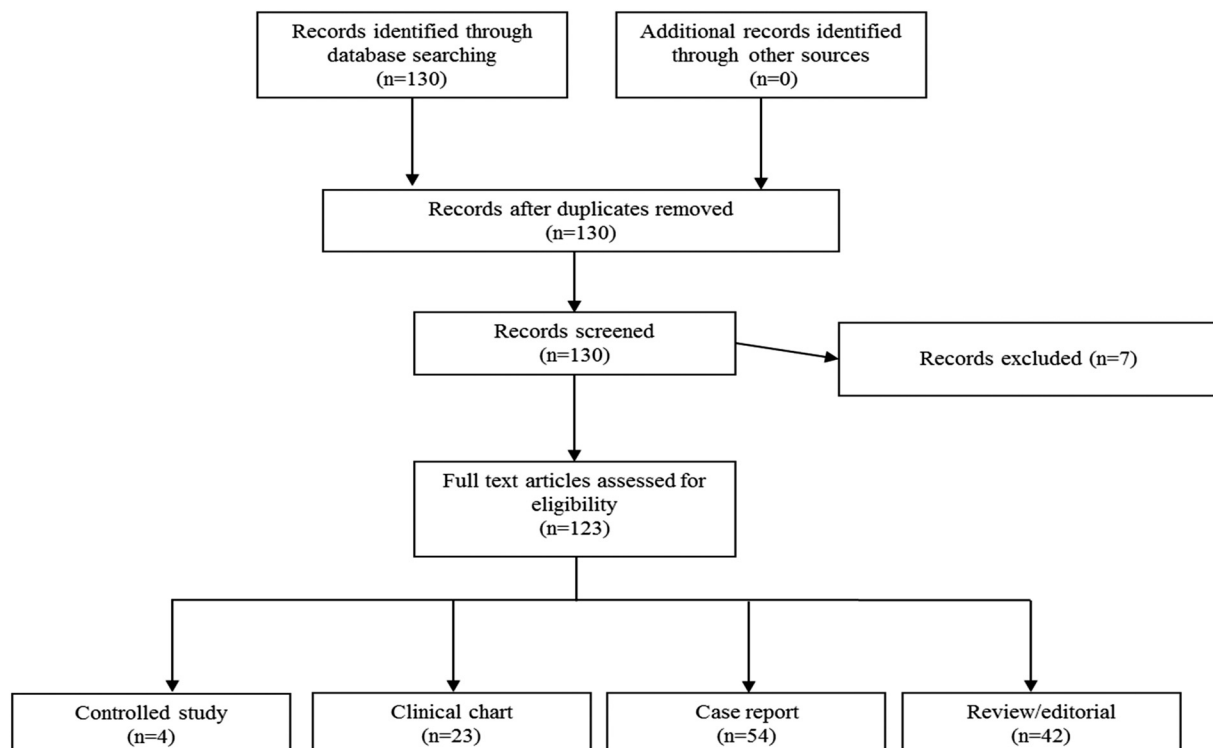 Records identified through
database searching
(n=130)
Additional records identified
through other sources
(n=0)
Records after duplicates removed
(n=130)
Records screened
(n=130)
Records excluded (n=7)
Full text articles assessed for
eligibility
(n=123)
Controlled study
(n=4)
Clinical chart
(n=23)
Case report
(n=54)
Review/editorial
(n=42)